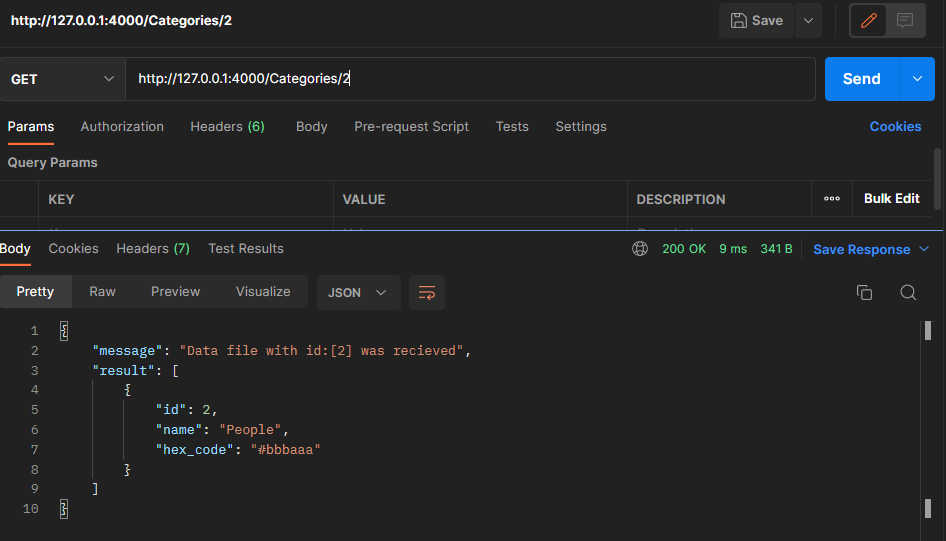 http://127.0.0.1:4000/Categories/2 Save
GET http://127.0.0.1:4000/Categories/2 Send
Params Authorization Headers (6) Body Pre-request Script Tests Settings Cookies
Query Params
KEY VALUE DESCRIPTION Bulk Edit
Body Cookies Headers (7) Test Results 200 OK 9 ms 341 B Save Response
Pretty Raw Preview Visualize JSON
1 {
2 "message": "Data file with id:[2] was recieved",
3 "result": [
4 {
5 "id": 2,
6 "name": "People",
7 "hex_code": "#bbbaaa"
8 }
9 ]
10 }